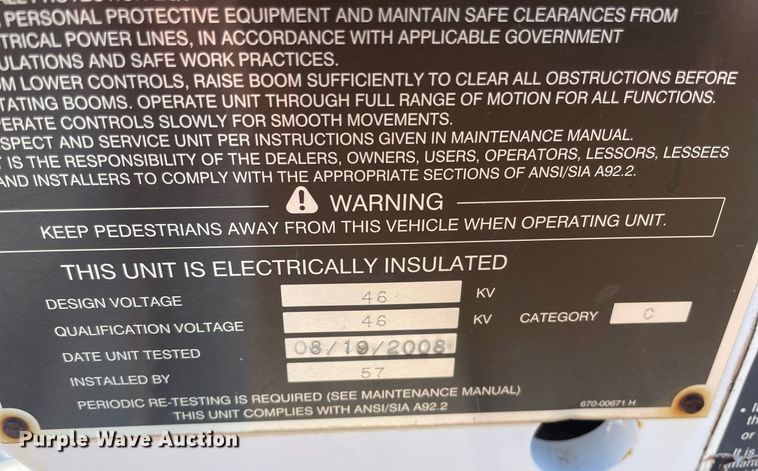 PERSONAL PROTECTIVE EQUIPMENT AND MAINTAIN SAFE CLEARANCES FROM
TRICAL POWER LINES, IN ACCORDANCE WITH APPLICABLE GOVERNMENT
ULATIONS AND SAFE WORK PRACTICES.
OM LOWER CONTROLS, RAISE BOOM SUFFICIENTLY TO CLEAR ALL OBSTRUCTIONS BEFORE
TATING BOOMS. OPERATE UNIT THROUGH FULL RANGE OF MOTION FOR ALL FUNCTIONS.
PERATE CONTROLS SLOWLY FOR SMOOTH MOVEMENTS.
SPECT AND SERVICE UNIT PER INSTRUCTIONS GIVEN IN MAINTENANCE MANUAL.
T IS THE RESPONSIBILITY OF THE DEALERS, OWNERS, USERS, OPERATORS, LESSORS, LESSEES
AND INSTALLERS TO COMPLY WITH THE APPROPRIATE SECTIONS OF ANSI/SIA A92.2.
WARNING
KEEP PEDESTRIANS AWAY FROM THIS VEHICLE WHEN OPERATING UNIT.
THIS UNIT IS ELECTRICALLY INSULATED
DESIGN VOLTAGE 46 KV
QUALIFICATION VOLTAGE 46 KV CATEGORY C
DATE UNIT TESTED 08/19/2008
INSTALLED BY 57
PERIODIC RE-TESTING IS REQUIRED (SEE MAINTENANCE MANUAL)
THIS UNIT COMPLIES WITH ANSI/SIA A92.2
670-00671 H
Purple Wave Auction